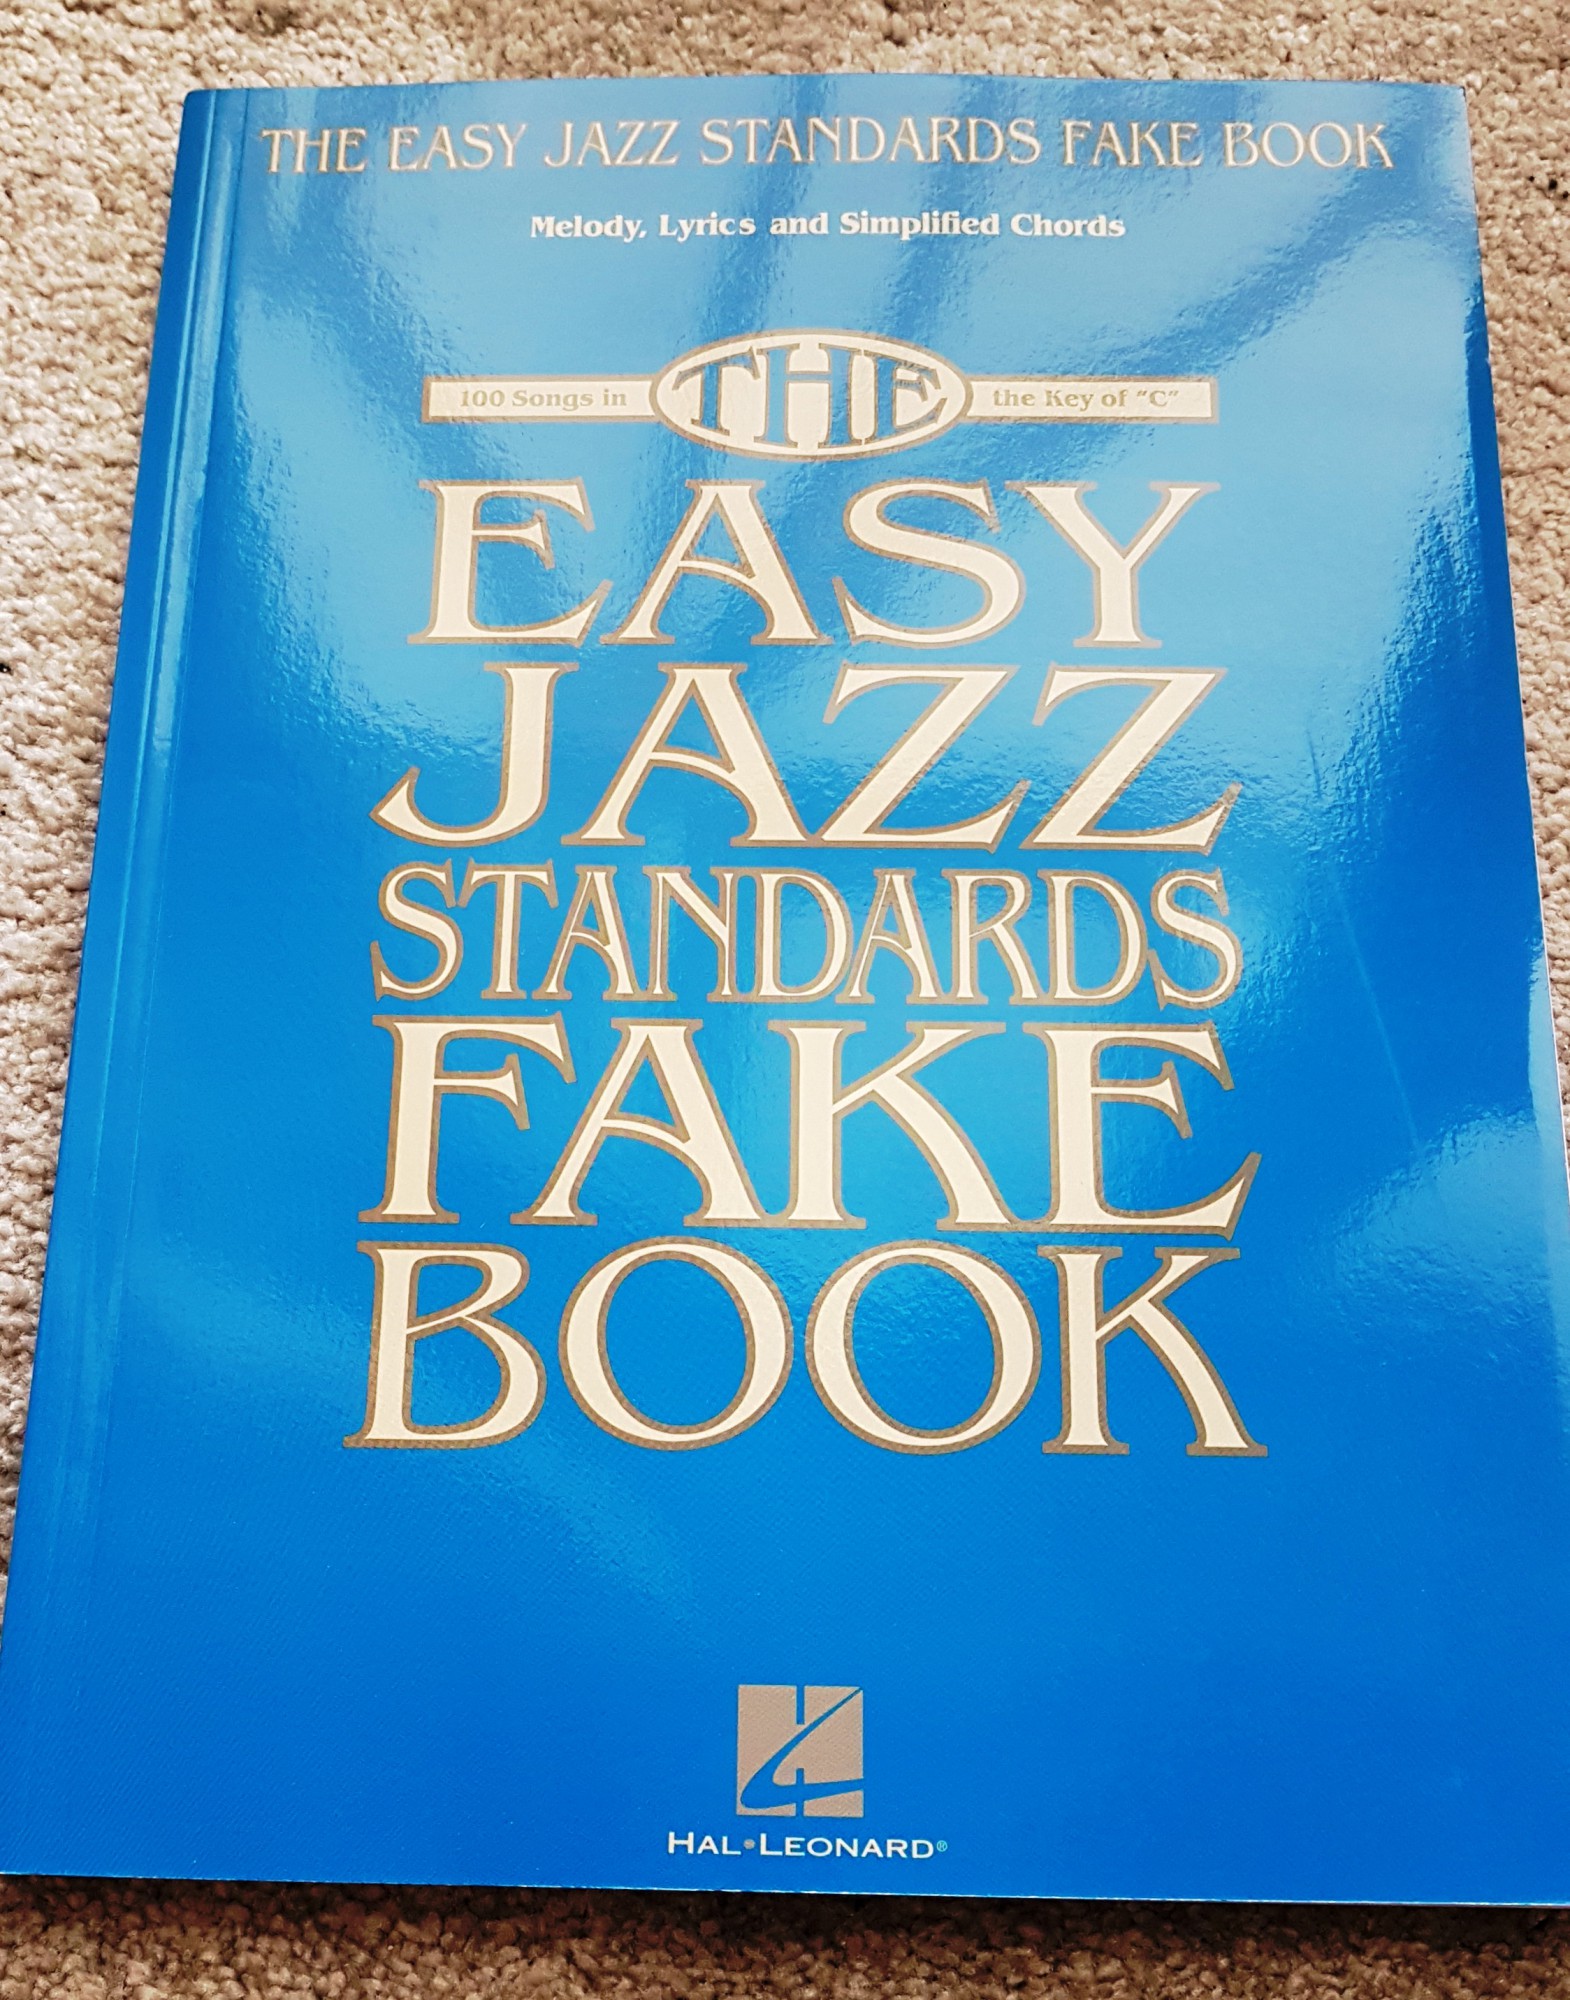 THE EASY JAZZ STANDARDS FAKE BOOK
Melody, Lyrics and Simplified Chords
100 Songs in THE the Key of "C"
EASY
JAZZ
STANDARDS
FAKE
BOOK
HAL•LEONARD®